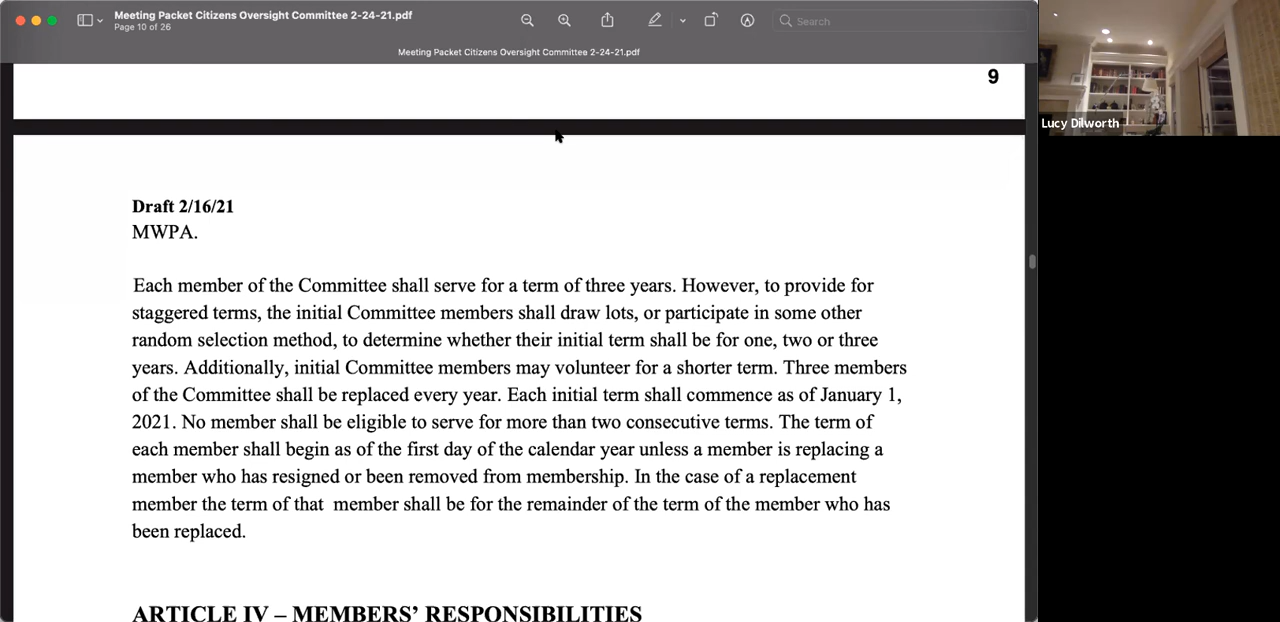 Meeting Packet Citizens Oversight Committee 2-24-21.pdf
Page 10 of 26
Search
Meeting Packet Citizens Oversight Committee 2-24-21.pdf
9
Lucy Dilworth
Draft 2/16/21
MWPA.
Each member of the Committee shall serve for a term of three years. However, to provide for
staggered terms, the initial Committee members shall draw lots, or participate in some other
random selection method, to determine whether their initial term shall be for one, two or three
years. Additionally, initial Committee members may volunteer for a shorter term. Three members
of the Committee shall be replaced every year. Each initial term shall commence as of January 1,
2021. No member shall be eligible to serve for more than two consecutive terms. The term of
each member shall begin as of the first day of the calendar year unless a member is replacing a
member who has resigned or been removed from membership. In the case of a replacement
member the term of that  member shall be for the remainder of the term of the member who has
been replaced.
ARTICLE IV – MEMBERS’ RESPONSIBILITIES